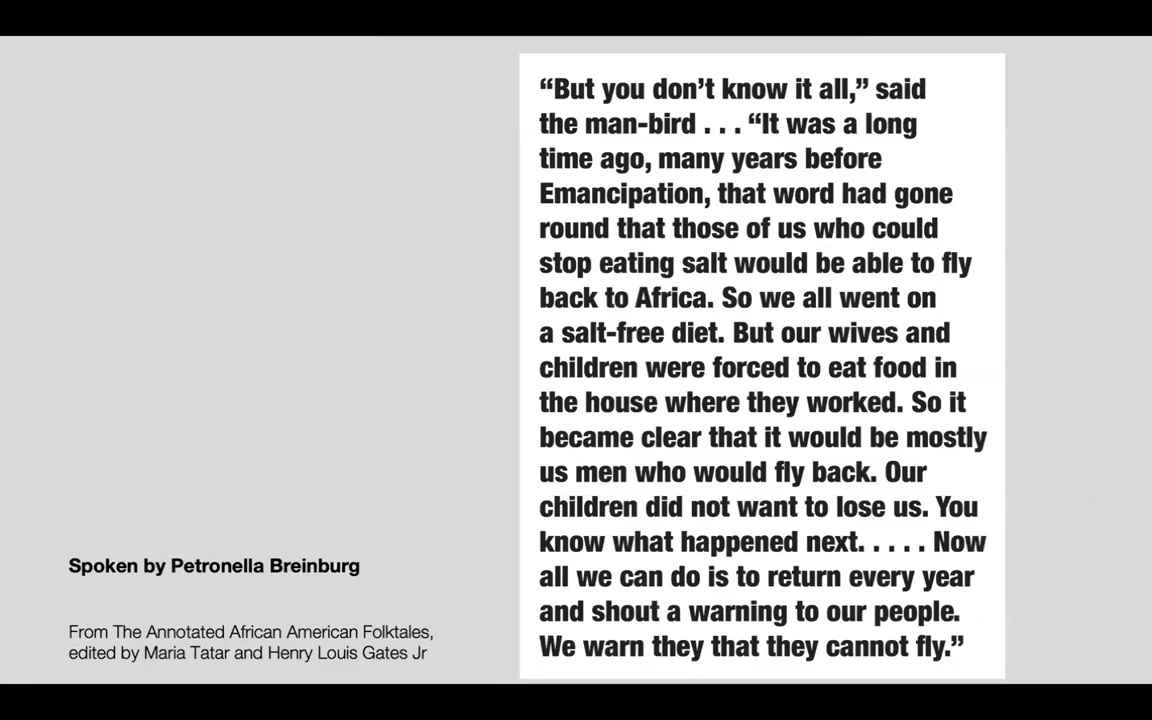 “But you don’t know it all,” said
the man-bird . . . “It was a long
time ago, many years before
Emancipation, that word had gone
round that those of us who could
stop eating salt would be able to fly
back to Africa. So we all went on
a salt-free diet. But our wives and
children were forced to eat food in
the house where they worked. So it
became clear that it would be mostly
us men who would fly back. Our
children did not want to lose us. You
know what happened next. . . . . Now
all we can do is to return every year
and shout a warning to our people.
We warn they that they cannot fly.”
Spoken by Petronella Breinburg
From The Annotated African American Folktales,
edited by Maria Tatar and Henry Louis Gates Jr